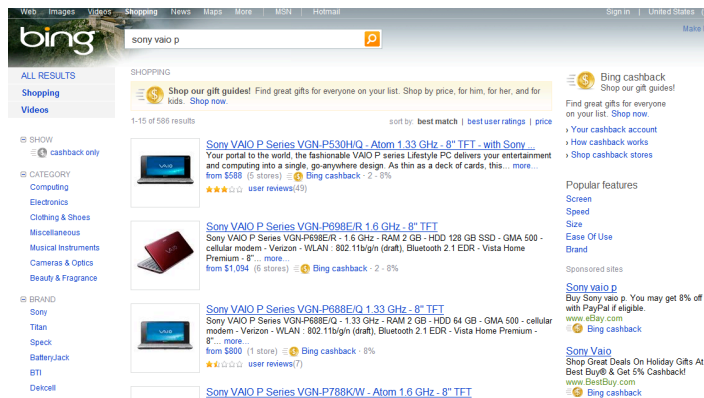 Web Images Videos Shopping News Maps More | MSN | Hotmail
Sign in | United States
bing
sony vaio p
Make
ALL RESULTS
Shopping
Videos
SHOW
cashback only
CATEGORY
Computing
Electronics
Clothing & Shoes
Miscellaneous
Musical Instruments
Cameras & Optics
Beauty & Fragrance
BRAND
Sony
Titan
Speck
BatteryJack
BTI
Dekcell
SHOPPING
Shop our gift guides! Find great gifts for everyone on your list. Shop by price, for him, for her, and for
kids. Shop now.
1-15 of 586 results
sort by: best match | best user ratings | price
Sony VAIO P Series VGN-P530H/Q - Atom 1.33 GHz - 8" TFT - with Sony ...
Your portal to the world, the fashionable VAIO P series Lifestyle PC delivers your entertainment
and computing into a single, go-anywhere design. As thin as a deck of cards, this... more...
from $588 (5 stores) Bing cashback · 2 - 8%
user reviews(49)
Sony VAIO P Series VGN-P698E/R 1.6 GHz - 8" TFT
Sony VAIO P Series VGN-P698E/R - 1.6 GHz - RAM 2 GB - HDD 128 GB SSD - GMA 500 -
cellular modem - Verizon - WLAN : 802.11b/g/n (draft), Bluetooth 2.1 EDR - Vista Home
Premium - 8"... more...
from $1,094 (6 stores) Bing cashback · 2 - 8%
Sony VAIO P Series VGN-P688E/Q 1.33 GHz - 8" TFT
Sony VAIO P Series VGN-P688E/Q - 1.33 GHz - RAM 2 GB - HDD 64 GB - GMA 500 - cellular
modem - Verizon - WLAN : 802.11b/g/n (draft), Bluetooth 2.1 EDR - Vista Home Premium -
8"... more...
from $800 (1 store) Bing cashback · 8%
user reviews(7)
Sony VAIO P Series VGN-P788K/W - Atom 1.6 GHz - 8" TFT
Bing cashback
Shop our gift guides!
Find great gifts for everyone
on your list. Shop now.
› Your cashback account
› How cashback works
› Shop cashback stores
Popular features
Screen
Speed
Size
Ease Of Use
Brand
Sponsored sites
Sony vaio p
Buy Sony vaio p. You may get 8% off
with PayPal if eligible.
www.eBay.com
Bing cashback
Sony Vaio
Shop Great Deals On Holiday Gifts At
Best Buy® & Get 5% Cashback!
www.BestBuy.com
Bing cashback